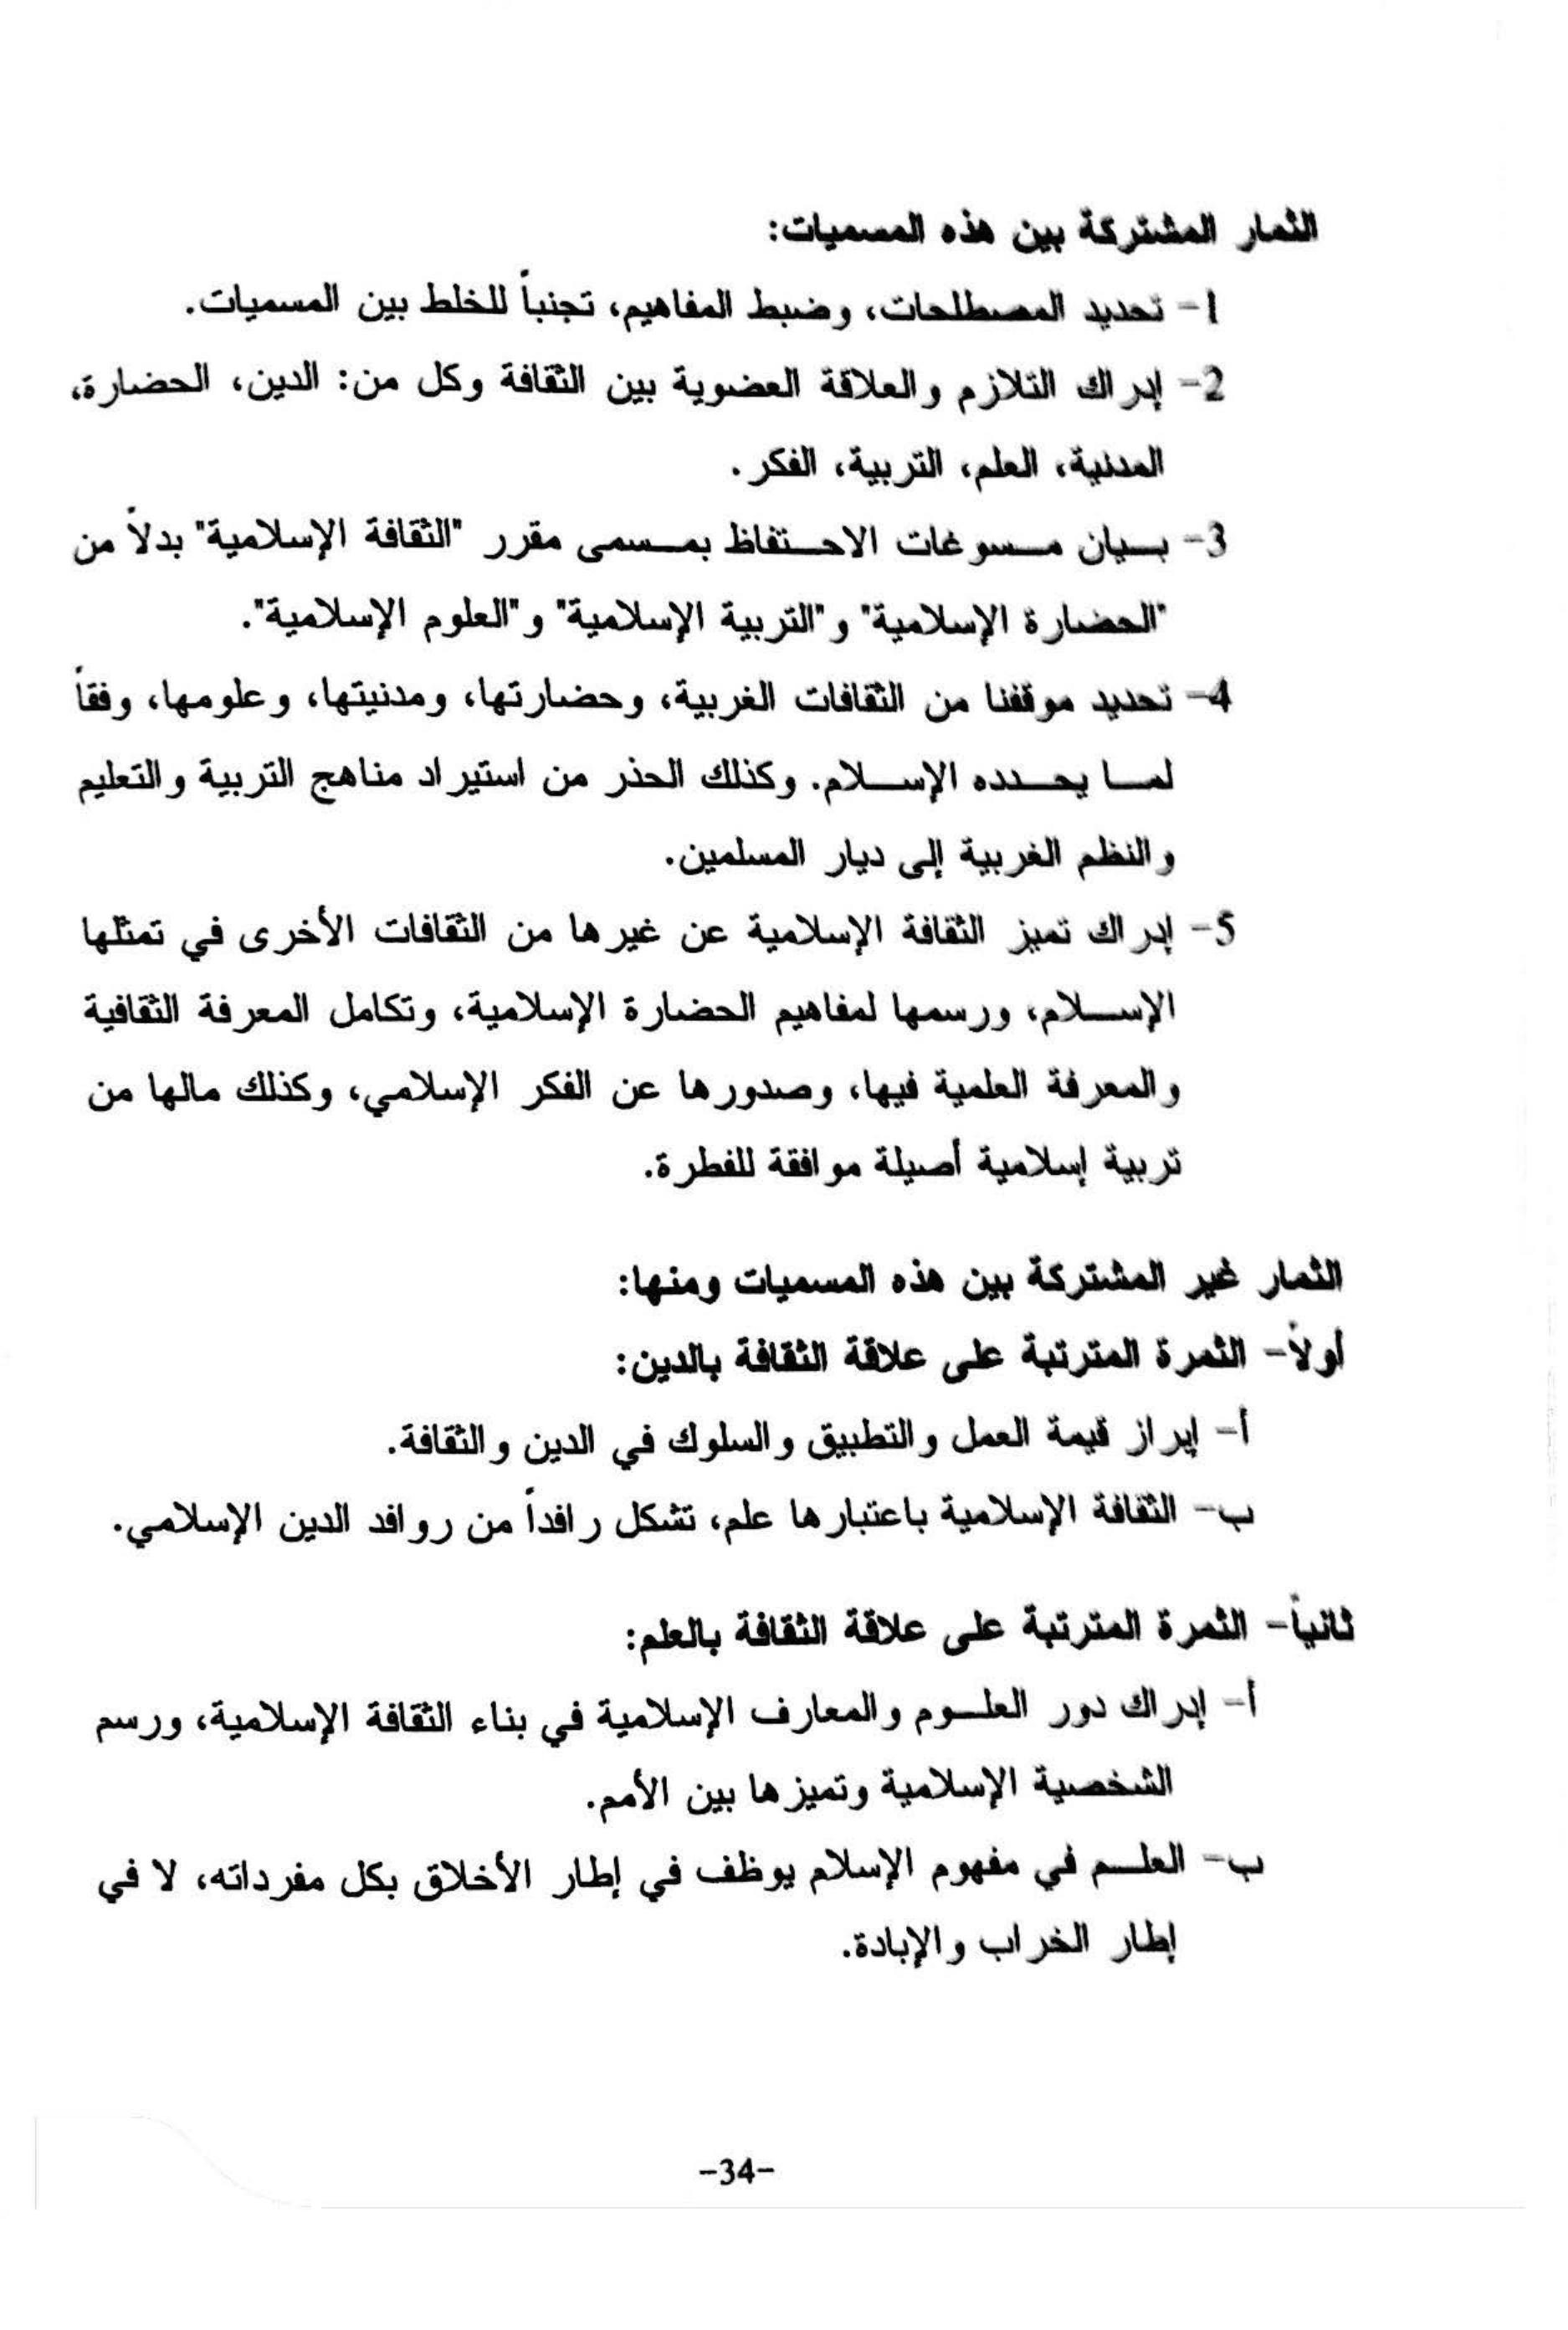 الثمار المشتركة بين هذه المسميات:
1- تحديد المصطلحات، وضبط المفاهيم، تجنباً للخلط بين المسميات.
2- إدراك التلازم والعلاقة العضوية بين الثقافة وكل من: الدين، الحضارة،
المدنية، العلم، التربية، الفكر.
3- بيان مسوغات الاحتفاظ بمسمى مقرر "الثقافة الإسلامية" بدلاً من
"الحضارة الإسلامية" و"التربية الإسلامية" و"العلوم الإسلامية".
4- تحديد موقفنا من الثقافات الغربية، وحضارتها، ومدنيتها، وعلومها، وفقاً
لما يحدده الإسلام. وكذلك الحذر من استيراد مناهج التربية والتعليم
والنظم الغربية إلى ديار المسلمين.
5- إدراك تميز الثقافة الإسلامية عن غيرها من الثقافات الأخرى في تمثلها
الإسلام، ورسمها لمفاهيم الحضارة الإسلامية، وتكامل المعرفة الثقافية
والمعرفة العلمية فيها، وصدورها عن الفكر الإسلامي، وكذلك مالها من
تربية إسلامية أصيلة موافقة للفطرة.
الثمار غير المشتركة بين هذه المسميات ومنها:
أولاً- الثمرة المترتبة على علاقة الثقافة بالدين:
أ- إبراز قيمة العمل والتطبيق والسلوك في الدين والثقافة.
ب- الثقافة الإسلامية باعتبارها علم، تشكل رافداً من روافد الدين الإسلامي.
ثانياً- الثمرة المترتبة على علاقة الثقافة بالعلم:
أ- إدراك دور العلوم والمعارف الإسلامية في بناء الثقافة الإسلامية، ورسم
الشخصية الإسلامية وتميزها بين الأمم.
ب- العلم في مفهوم الإسلام يوظف في إطار الأخلاق بكل مفرداته، لا في
إطار الخراب والإبادة.
-34-